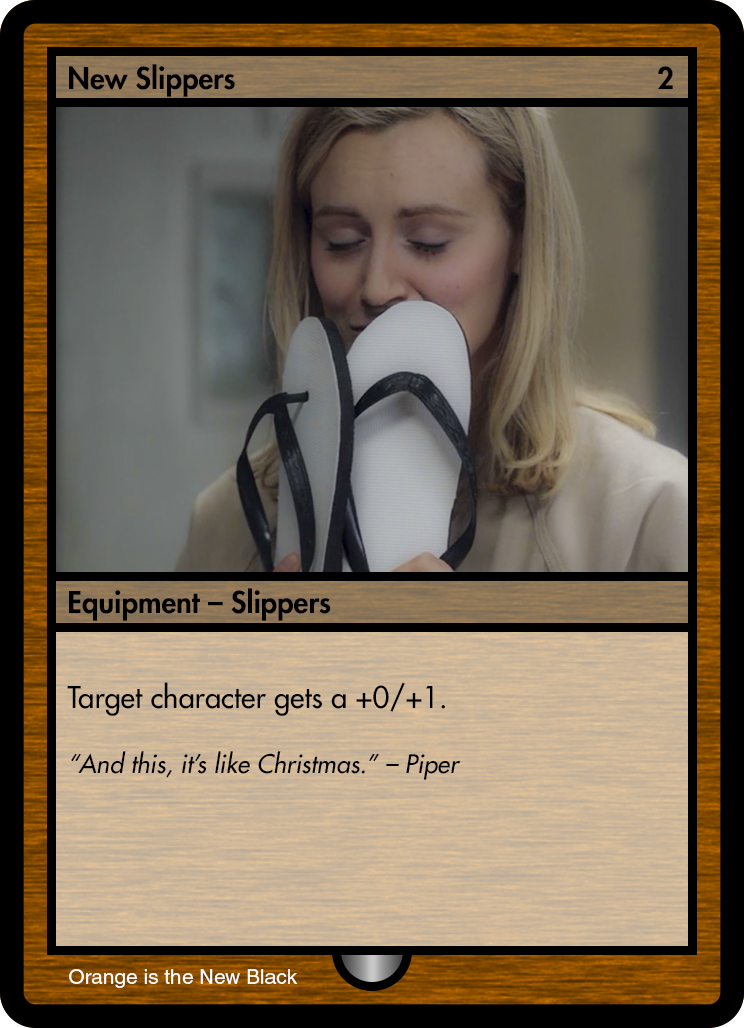 New Slippers 2
Equipment – Slippers
Target character gets a +0/+1.
“And this, it’s like Christmas.” – Piper
Orange is the New Black